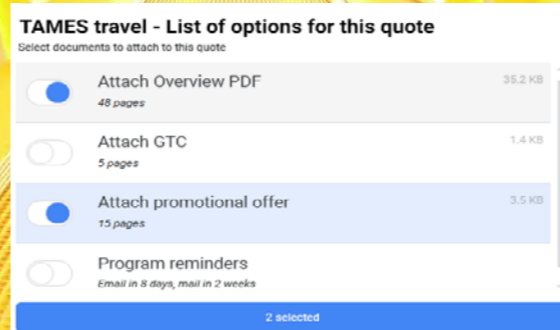 TAMES travel - List of options for this quote
Select documents to attach to this quote
Attach Overview PDF
35.2 KB
48 pages
Attach GTC
1.4 KB
5 pages
Attach promotional offer
3.5 KB
15 pages
Program reminders
Email in 8 days, mail in 2 weeks
2 selected